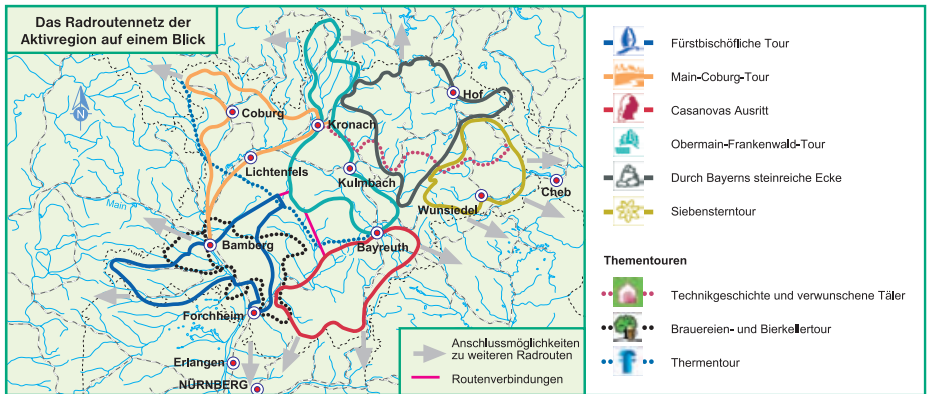 Das Radroutennetz der
Aktivregion auf einem Blick
N
Coburg
Kronach
Hof
Lichtenfels
Kulmbach
Cheb
Wunsiedel
Main
Bamberg
Bayreuth
Forchheim
Erlangen
NÜRNBERG
Anschlussmöglichkeiten
zu weiteren Radrouten
Routenverbindungen
Fürstbischöfliche Tour
Main-Coburg-Tour
Casanovas Ausritt
Obermain-Frankenwald-Tour
Durch Bayerns steinreiche Ecke
Siebensterntour
Thementouren
Technikgeschichte und verwunschene Täler
Brauereien- und Bierkellertour
Thermentour